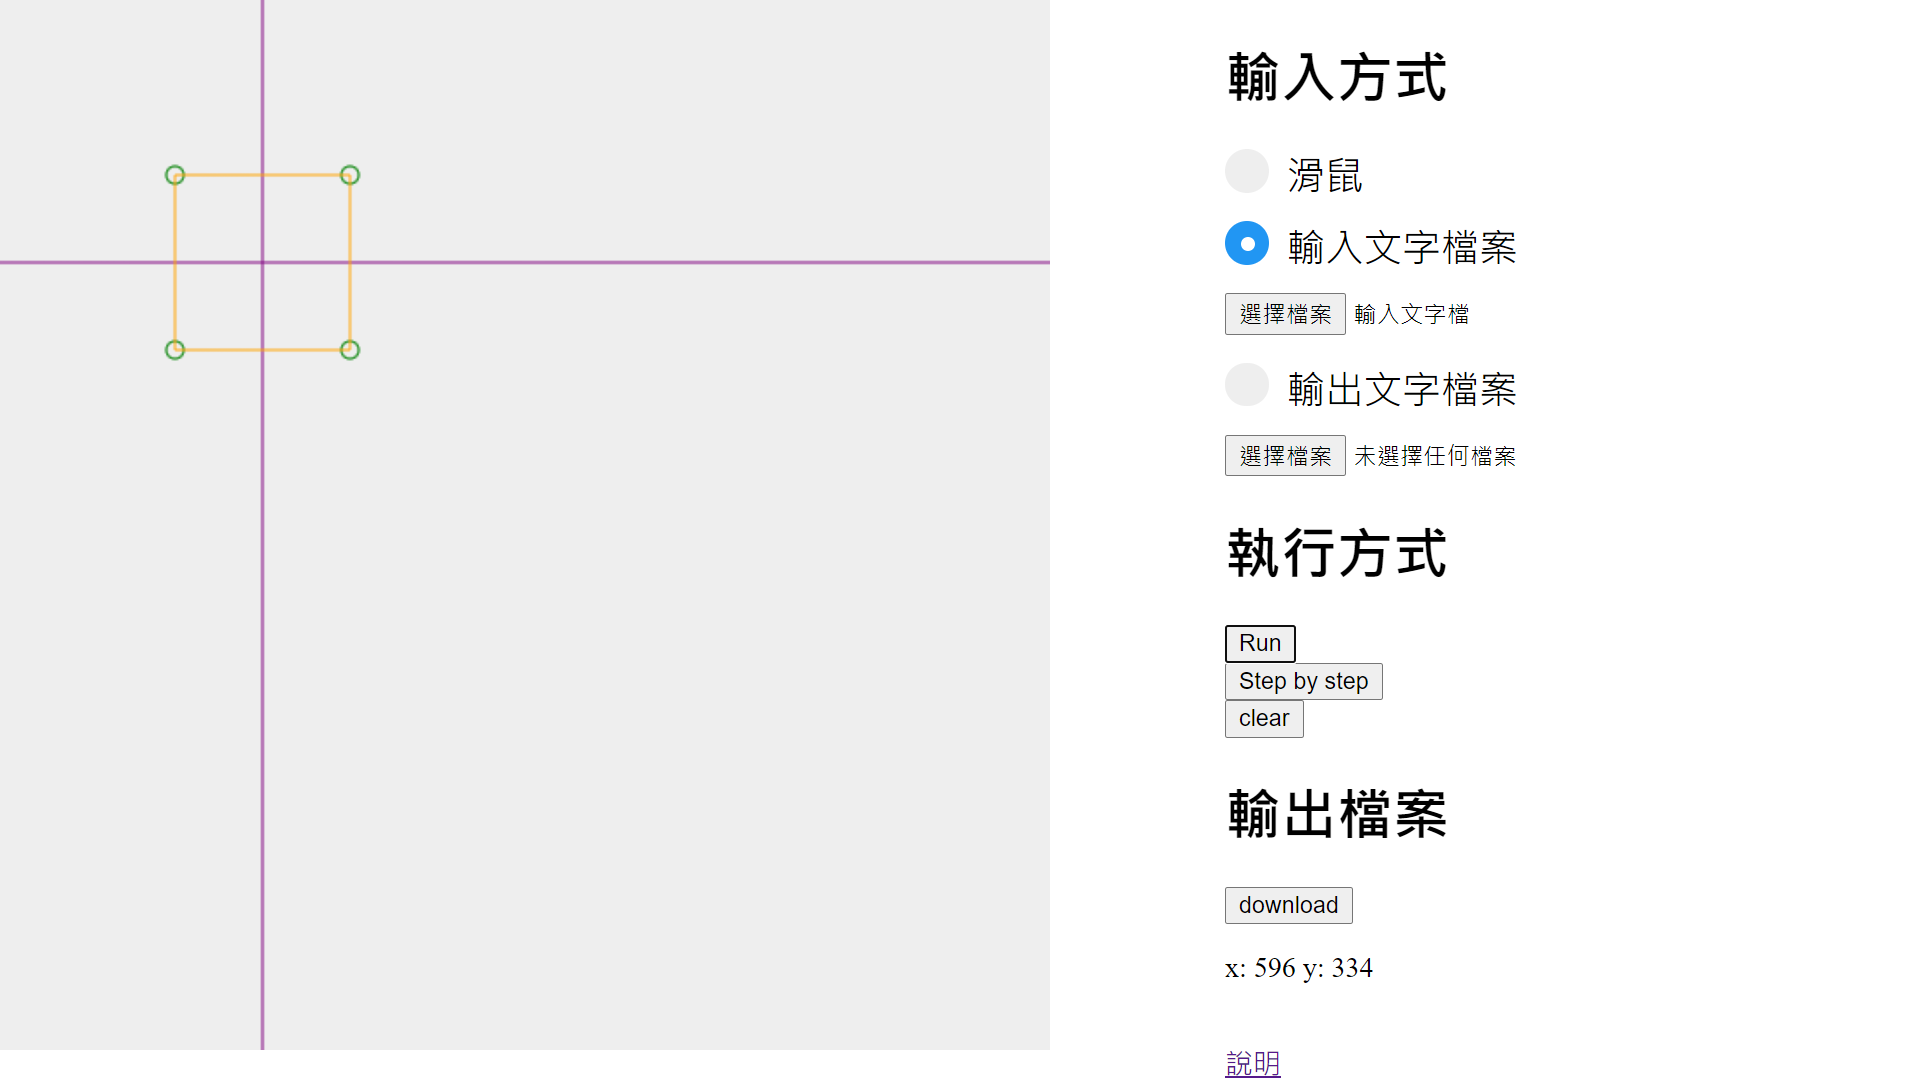 輸入方式
滑鼠
輸入文字檔案
選擇檔案 輸入文字檔
輸出文字檔案
選擇檔案 未選擇任何檔案
執行方式
Run
Step by step
clear
輸出檔案
download
x: 596 y: 334
說明